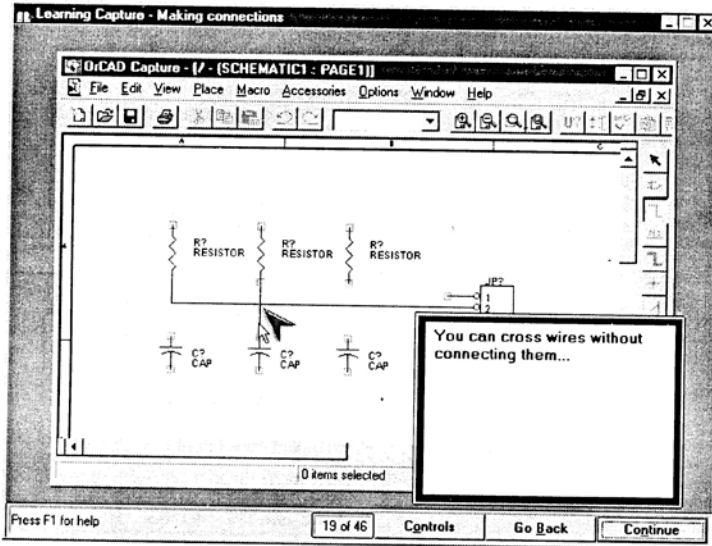 Learning Capture - Making connections
OrCAD Capture - [/ - (SCHEMATIC1 : PAGE1)]
File Edit View Place Macro Accessories Options Window Help
U?
A B C
R? R? R?
RESISTOR RESISTOR RESISTOR
JP?
1
2
A
C? C? C?
CAP CAP CAP
You can cross wires without
connecting them...
0 items selected
Press F1 for help 19 of 46 Controls Go Back Continue